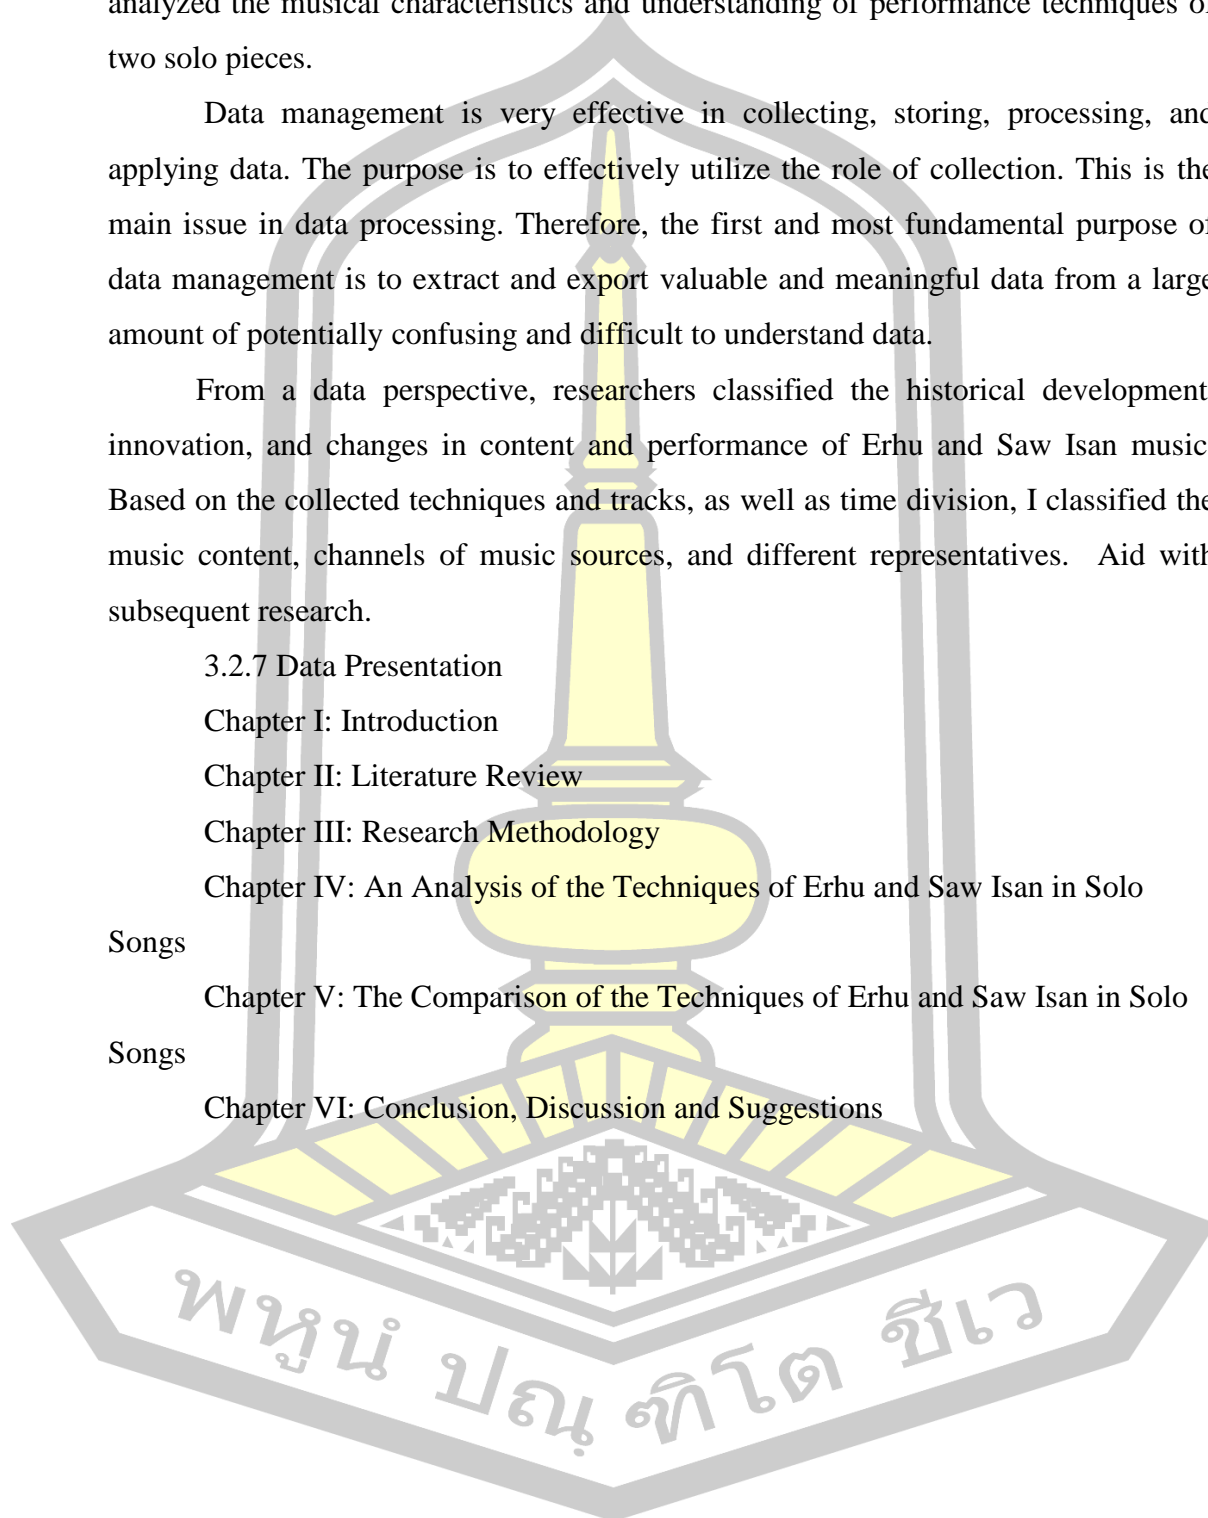 analyzed the musical characteristics and understanding of performance techniques of
two solo pieces.
Data management is very effective in collecting, storing, processing, and
applying data. The purpose is to effectively utilize the role of collection. This is the
main issue in data processing. Therefore, the first and most fundamental purpose of
data management is to extract and export valuable and meaningful data from a large
amount of potentially confusing and difficult to understand data.
From a data perspective, researchers classified the historical development
innovation, and changes in content and performance of Erhu and Saw Isan music
Based on the collected techniques and tracks, as well as time division, I classified the
music content, channels of music sources, and different representatives. Aid with
subsequent research.
3.2.7 Data Presentation
Chapter I: Introduction
Chapter II: Literature Review
Chapter III: Research Methodology
Chapter IV: An Analysis of the Techniques of Erhu and Saw Isan in Solo
Songs
Chapter V: The Comparison of the Techniques of Erhu and Saw Isan in Solo
Songs
Chapter VI: Conclusion, Discussion and Suggestions
พหูนํ ปณฺฑิโต ชีเว